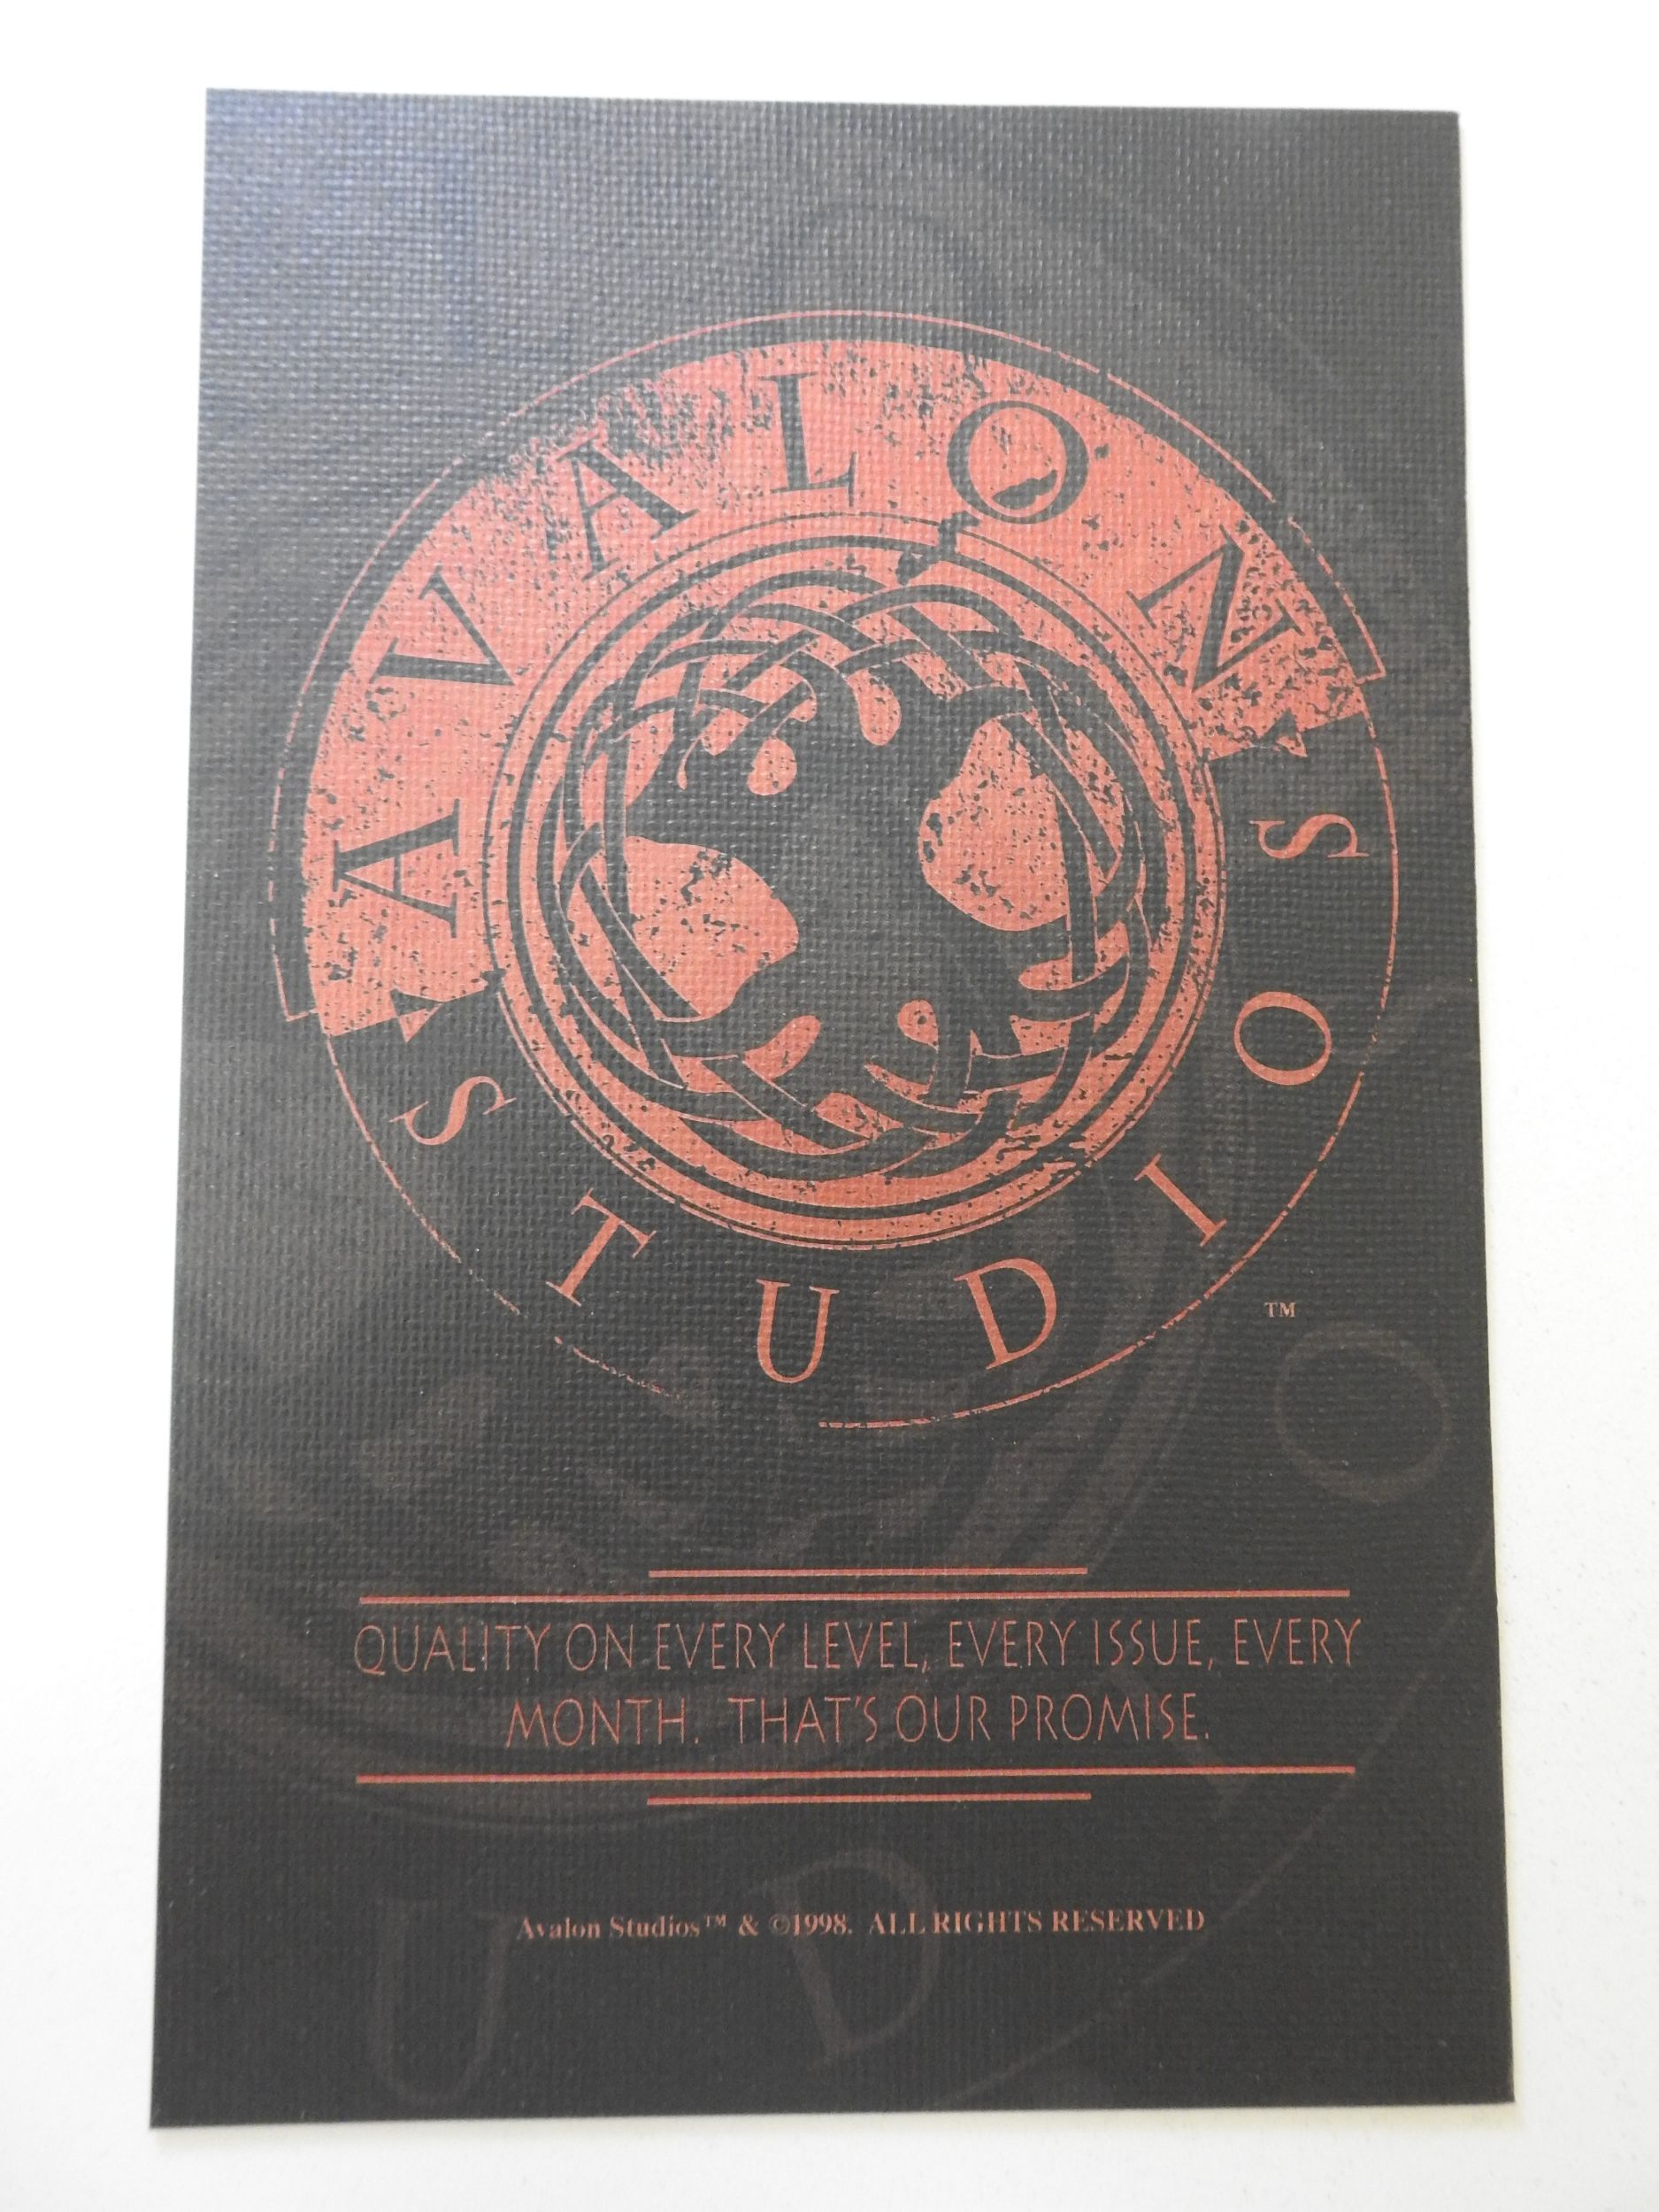 AVALON
STUDIOS
TM
QUALITY ON EVERY LEVEL, EVERY ISSUE, EVERY
MONTH. THAT'S OUR PROMISE.
Avalon Studios™ & ©1998. ALL RIGHTS RESERVED
U D I O